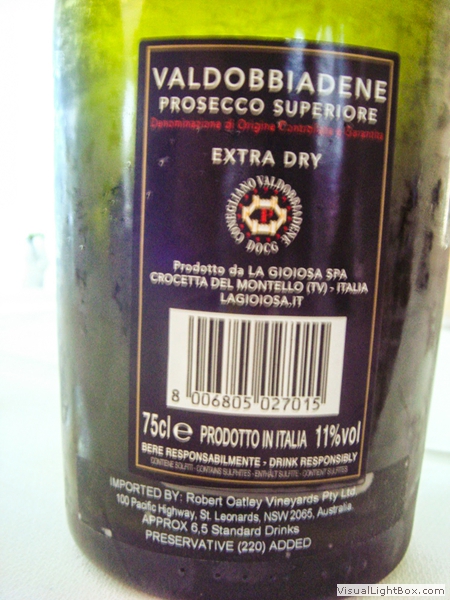 VALDOBBIADENE
PROSECCO SUPERIORE
Denominazione di Origine Controllata e Garantita
EXTRA DRY
CONEGLIANO VALDOBBIADENE
DOCG
Prodotto da LA GIOIOSA SPA
CROCETTA DEL MONTELLO (TV) - ITALIA
LAGIOIOSA.IT
8 006805 027015
75cl e PRODOTTO IN ITALIA 11%vol
BERE RESPONSABILMENTE - DRINK RESPONSIBLY
CONTIENE SOLFITI - CONTAINS SULPHITES - ENTHÄLT SULFITE - CONTIENT SULFITES
IMPORTED BY: Robert Oatley Vineyards Pty Ltd.
100 Pacific Highway, St. Leonards, NSW 2065, Australia.
APPROX 6,5 Standard Drinks
PRESERVATIVE (220) ADDED
VisualLightBox.com